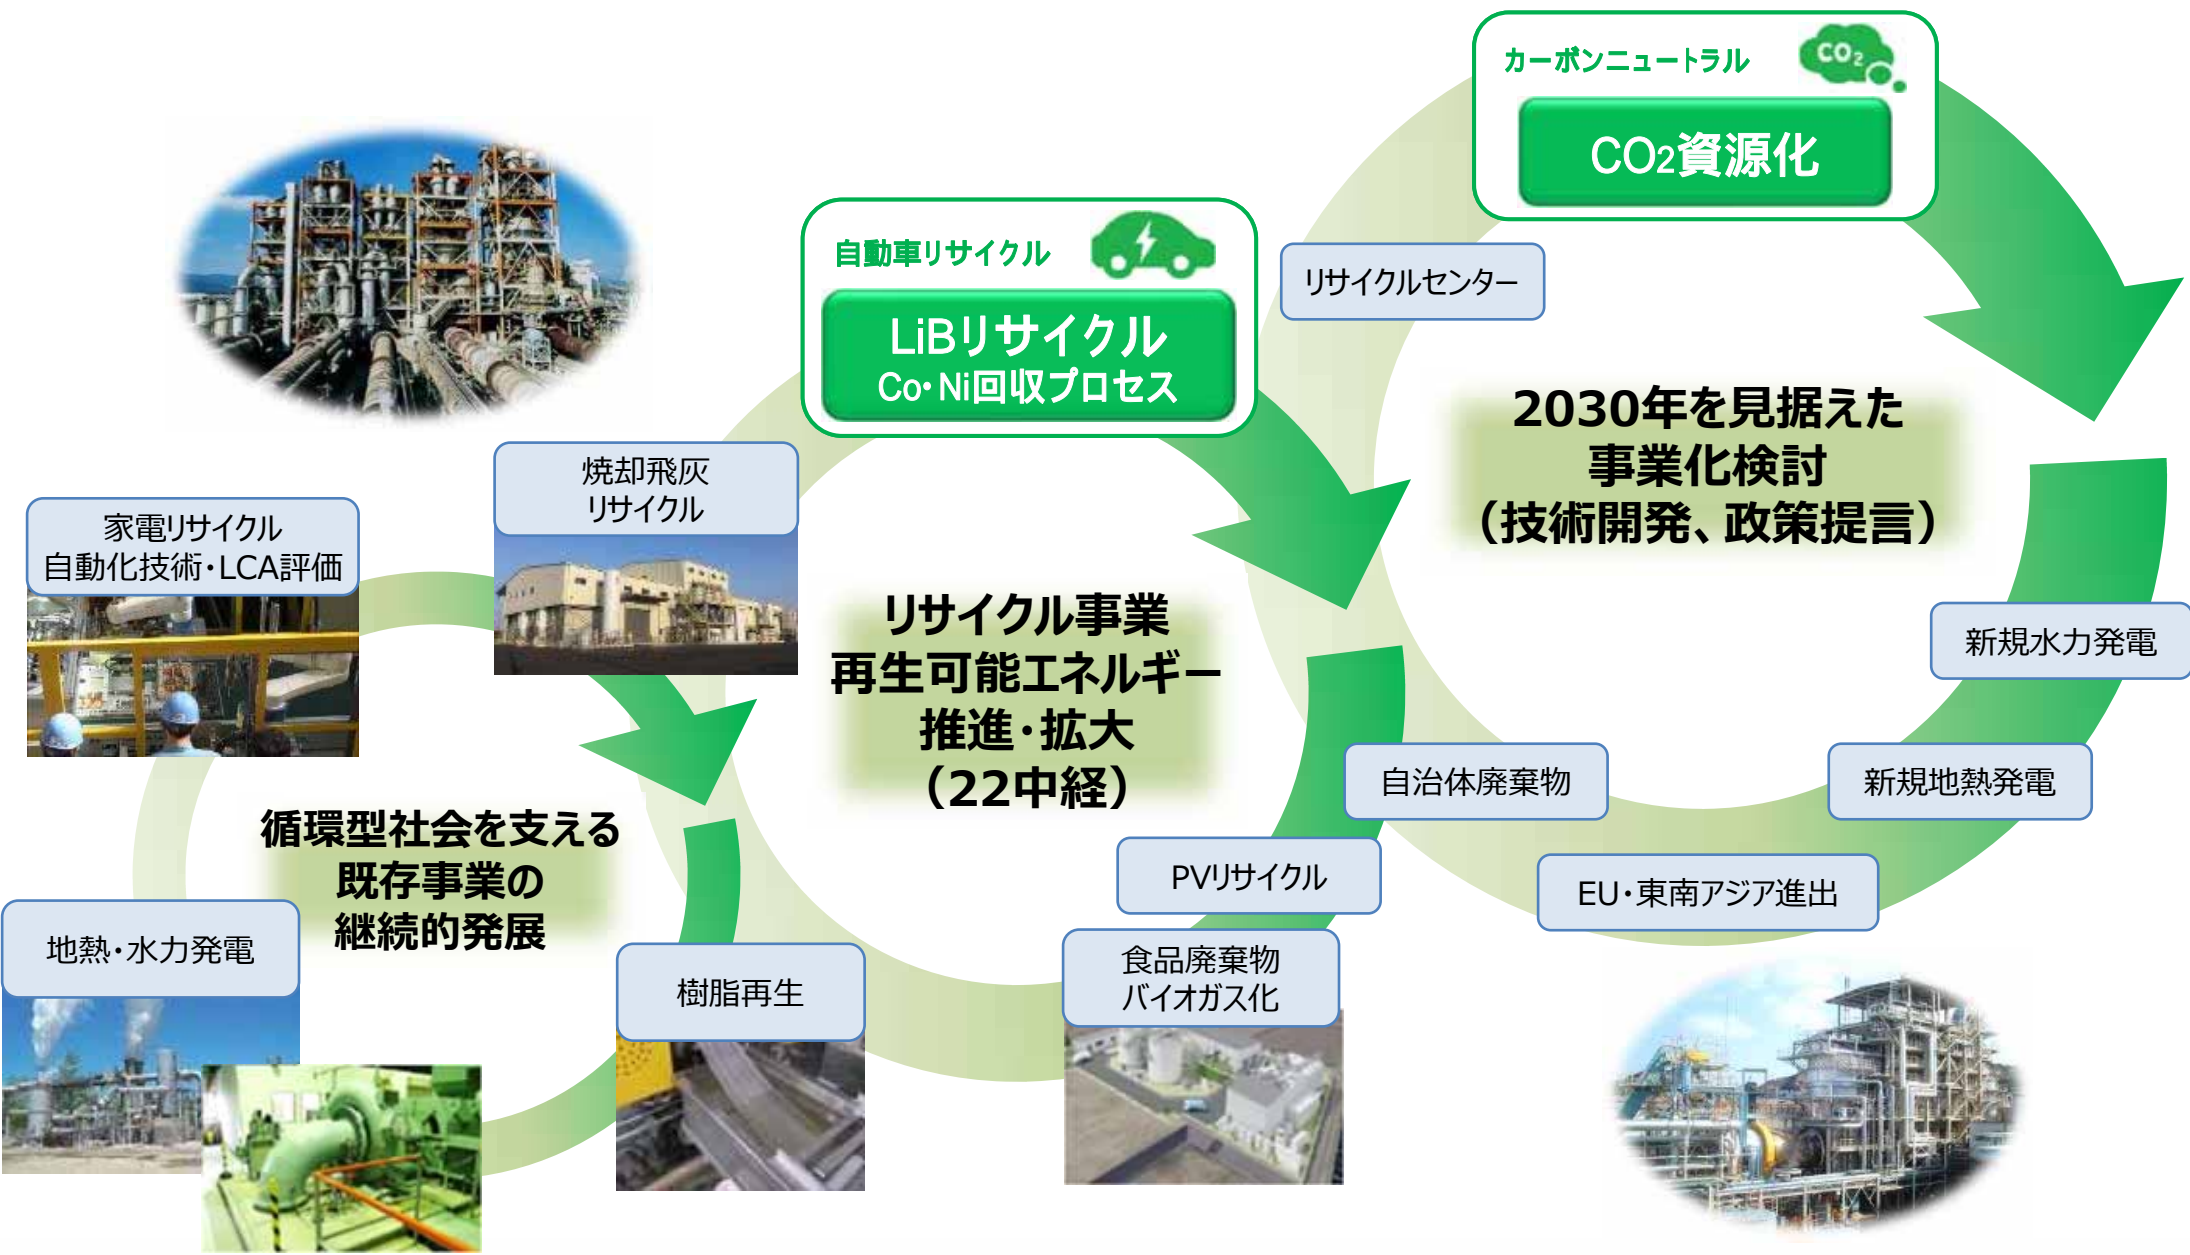 カーボンニュートラル
CO2
CO2資源化
自動車リサイクル
LiBリサイクル
Co・Ni回収プロセス
リサイクルセンター
2030年を見据えた
事業化検討
（技術開発、政策提言）
焼却飛灰
リサイクル
家電リサイクル
自動化技術・LCA評価
リサイクル事業
再生可能エネルギー
推進・拡大
（22中経）
新規水力発電
自治体廃棄物
新規地熱発電
循環型社会を支える
既存事業の
継続的発展
PVリサイクル
EU・東南アジア進出
地熱・水力発電
樹脂再生
食品廃棄物
バイオガス化